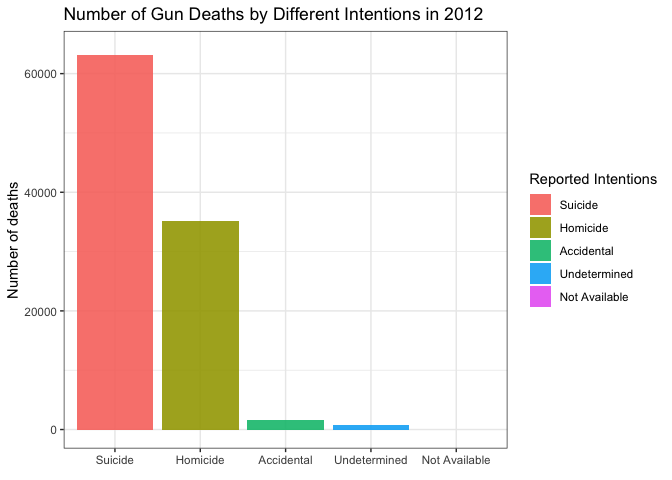 Number of Gun Deaths by Different Intentions in 2012
60000
40000
20000
0
Number of deaths
Suicide Homicide Accidental Undetermined Not Available
Reported Intentions
Suicide
Homicide
Accidental
Undetermined
Not Available